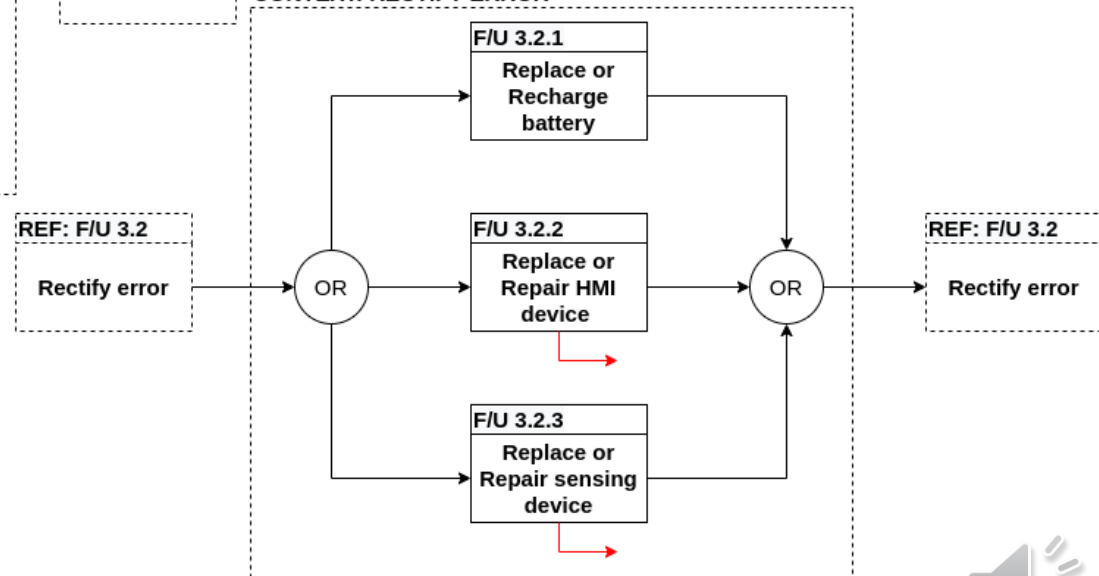 F/U 3.2.1
Replace or
Recharge
battery
REF: F/U 3.2
Rectify error
OR
F/U 3.2.2
Replace or
Repair HMI
device
OR
REF: F/U 3.2
Rectify error
F/U 3.2.3
Replace or
Repair sensing
device